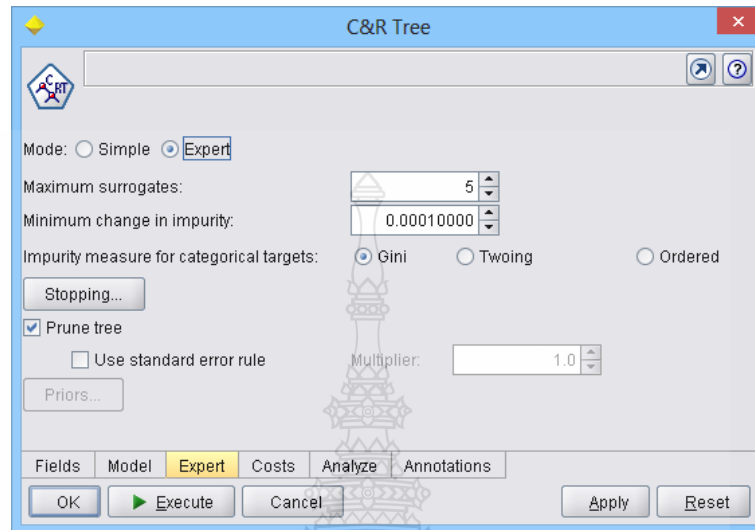 C&R Tree
C&RT
Mode: Simple Expert
Maximum surrogates: 5
Minimum change in impurity: 0.00010000
Impurity measure for categorical targets: Gini Twoing Ordered
Stopping...
Prune tree
Use standard error rule Multiplier: 1.0
Priors...
Fields Model Expert Costs Analyze Annotations
OK Execute Cancel Apply Reset